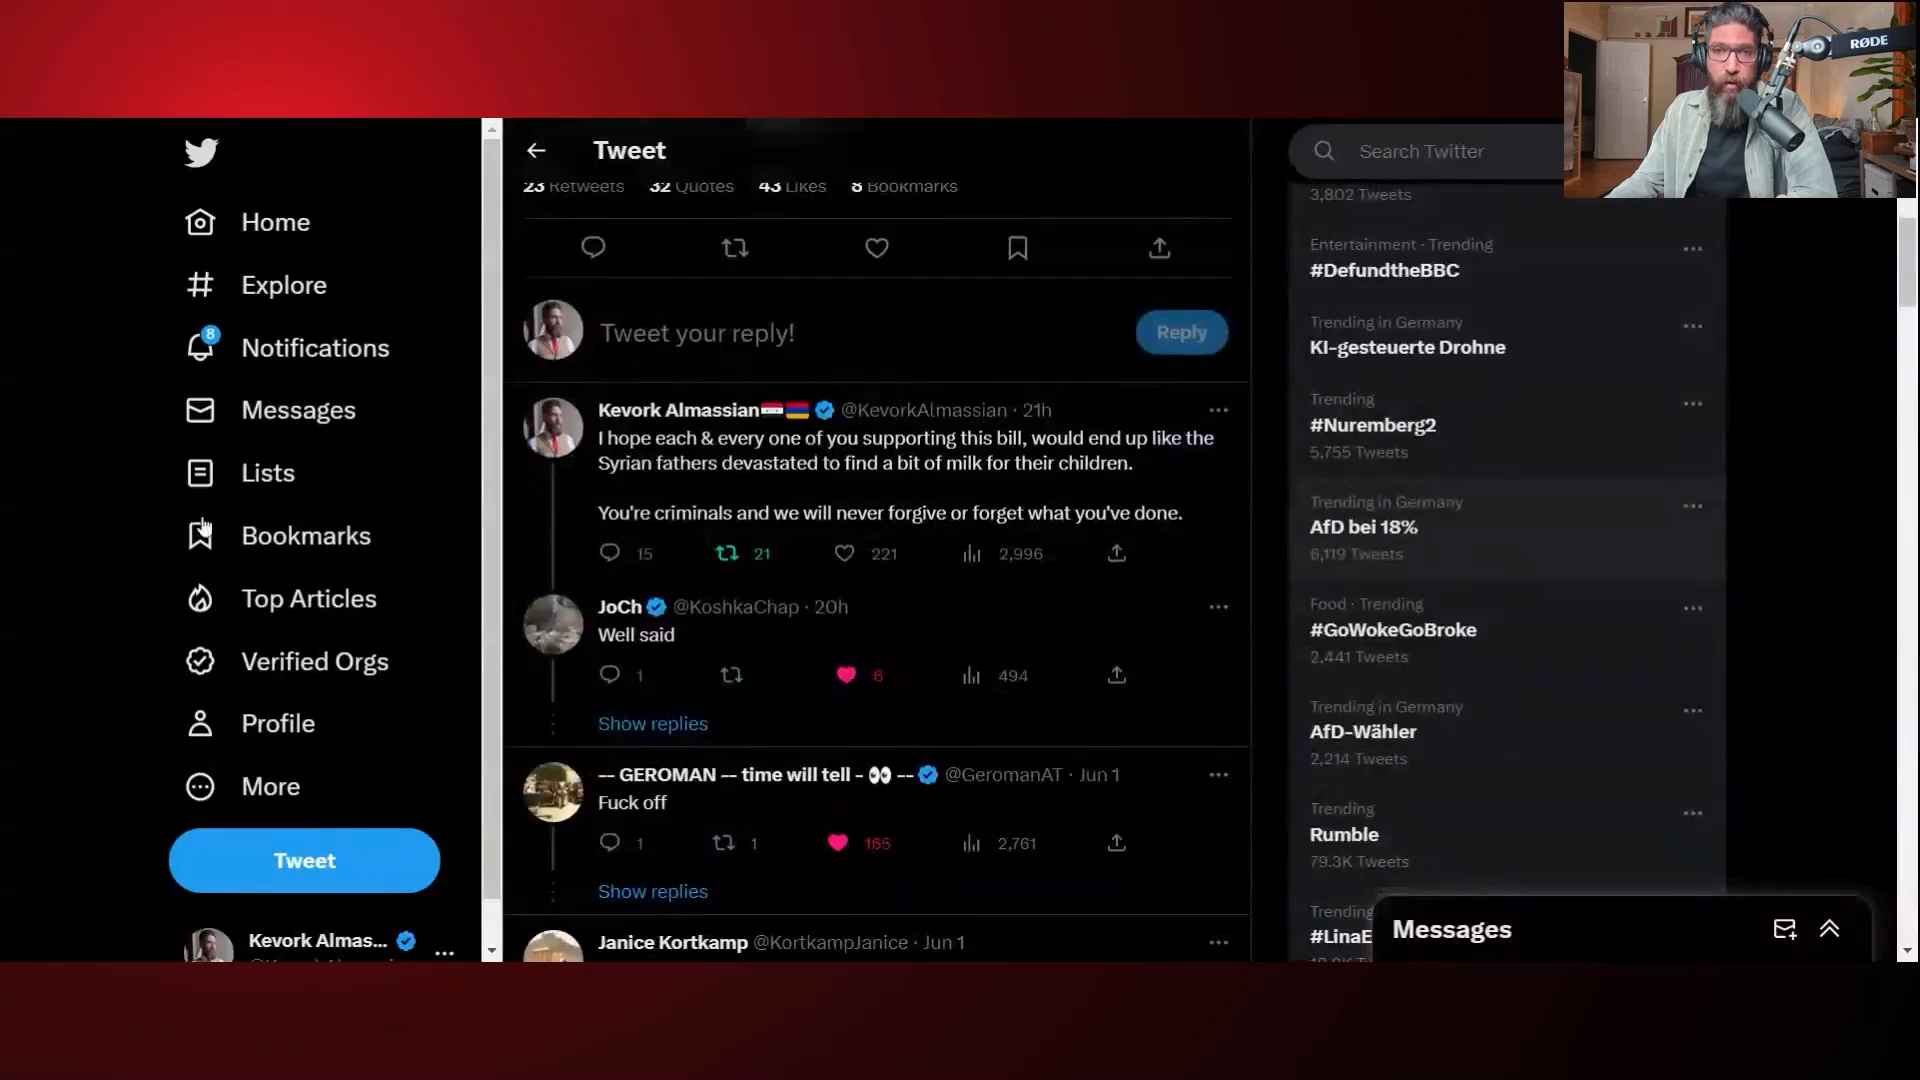 RØDE
Home
Explore
8
Notifications
Messages
Lists
Bookmarks
Top Articles
Verified Orgs
Profile
More
Tweet
Kevork Almas...
Tweet
23 Retweets 32 Quotes 43 Likes 8 Bookmarks
Tweet your reply!
Reply
Kevork Almassian @KevorkAlmassian · 21h
I hope each & every one of you supporting this bill, would end up like the
Syrian fathers devastated to find a bit of milk for their children.
You're criminals and we will never forgive or forget what you've done.
15 21 221 2,996
JoCh @KoshkaChap · 20h
Well said
1 6 494
Show replies
-- GEROMAN -- time will tell - 👀 -- @GeromanAT · Jun 1
Fuck off
1 1 165 2,761
Show replies
Janice Kortkamp @KortkampJanice · Jun 1
Search Twitter
3,802 Tweets
Entertainment · Trending
#DefundtheBBC
Trending in Germany
KI-gesteuerte Drohne
Trending
#Nuremberg2
5,755 Tweets
Trending in Germany
AfD bei 18%
6,119 Tweets
Food · Trending
#GoWokeGoBroke
2,441 Tweets
Trending in Germany
AfD-Wähler
2,214 Tweets
Trending
Rumble
79.3K Tweets
Trending
#LinaE
Messages